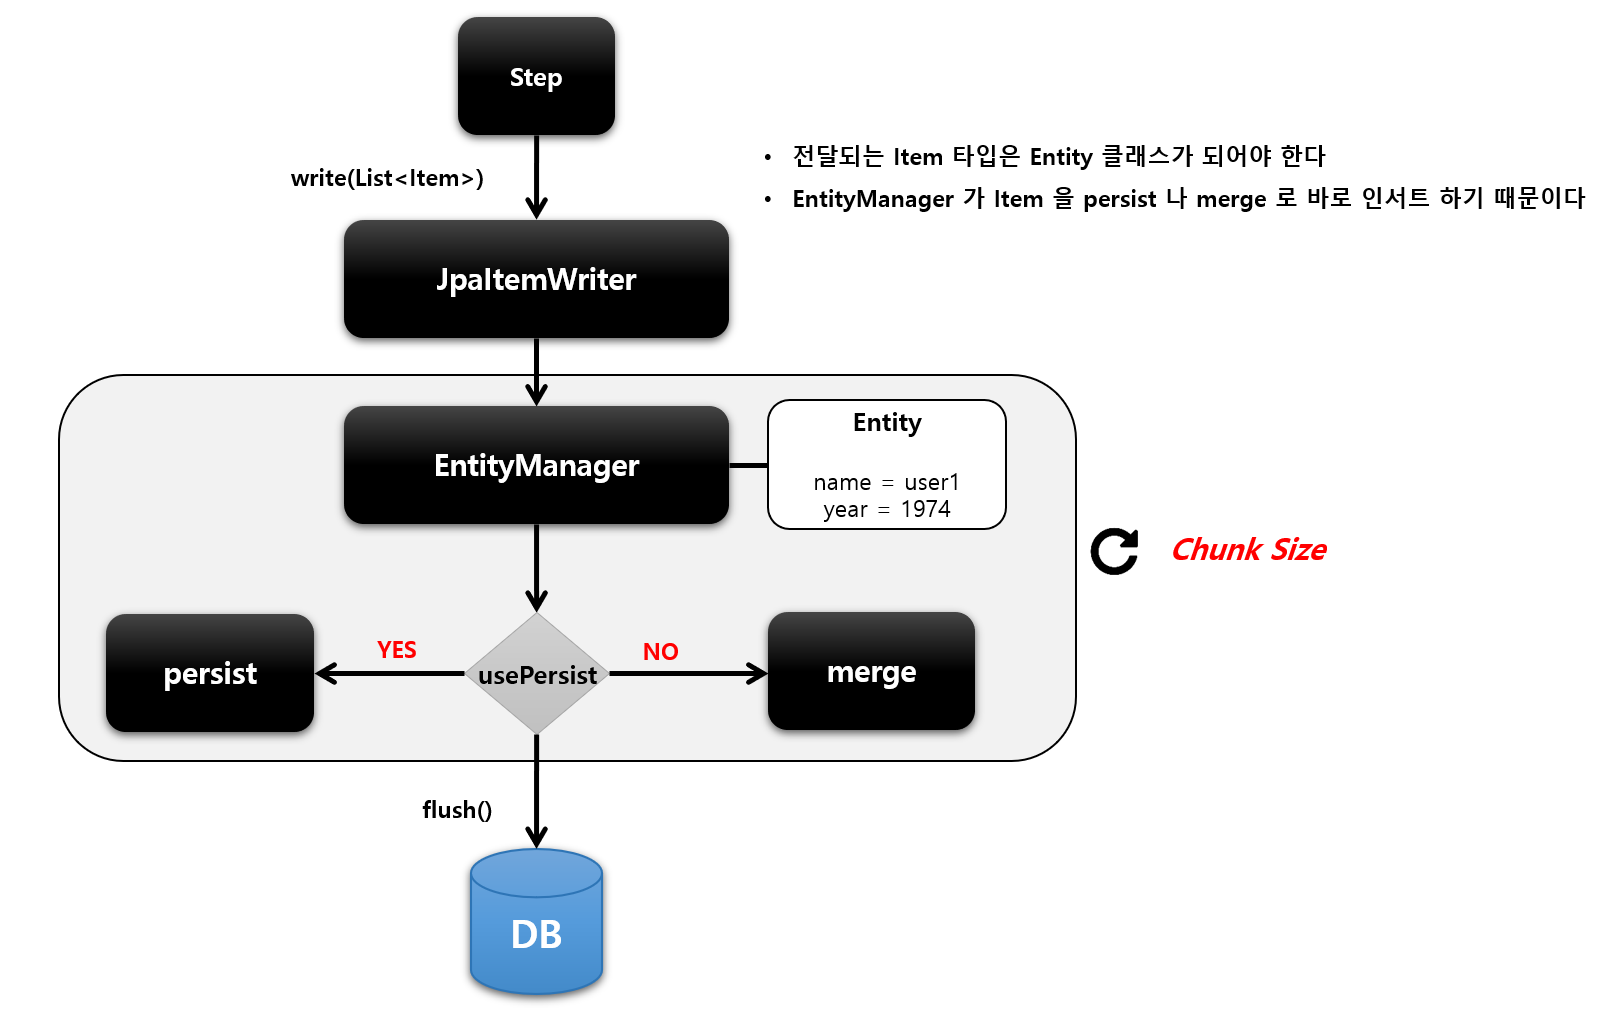 Step
write(List<Item>)
• 전달되는 Item 타입은 Entity 클래스가 되어야 한다
• EntityManager 가 Item 을 persist 나 merge 로 바로 인서트 하기 때문이다
JpaItemWriter
EntityManager
Entity
name = user1
year = 1974
Chunk Size
persist
YES
usePersist
NO
merge
flush()
DB